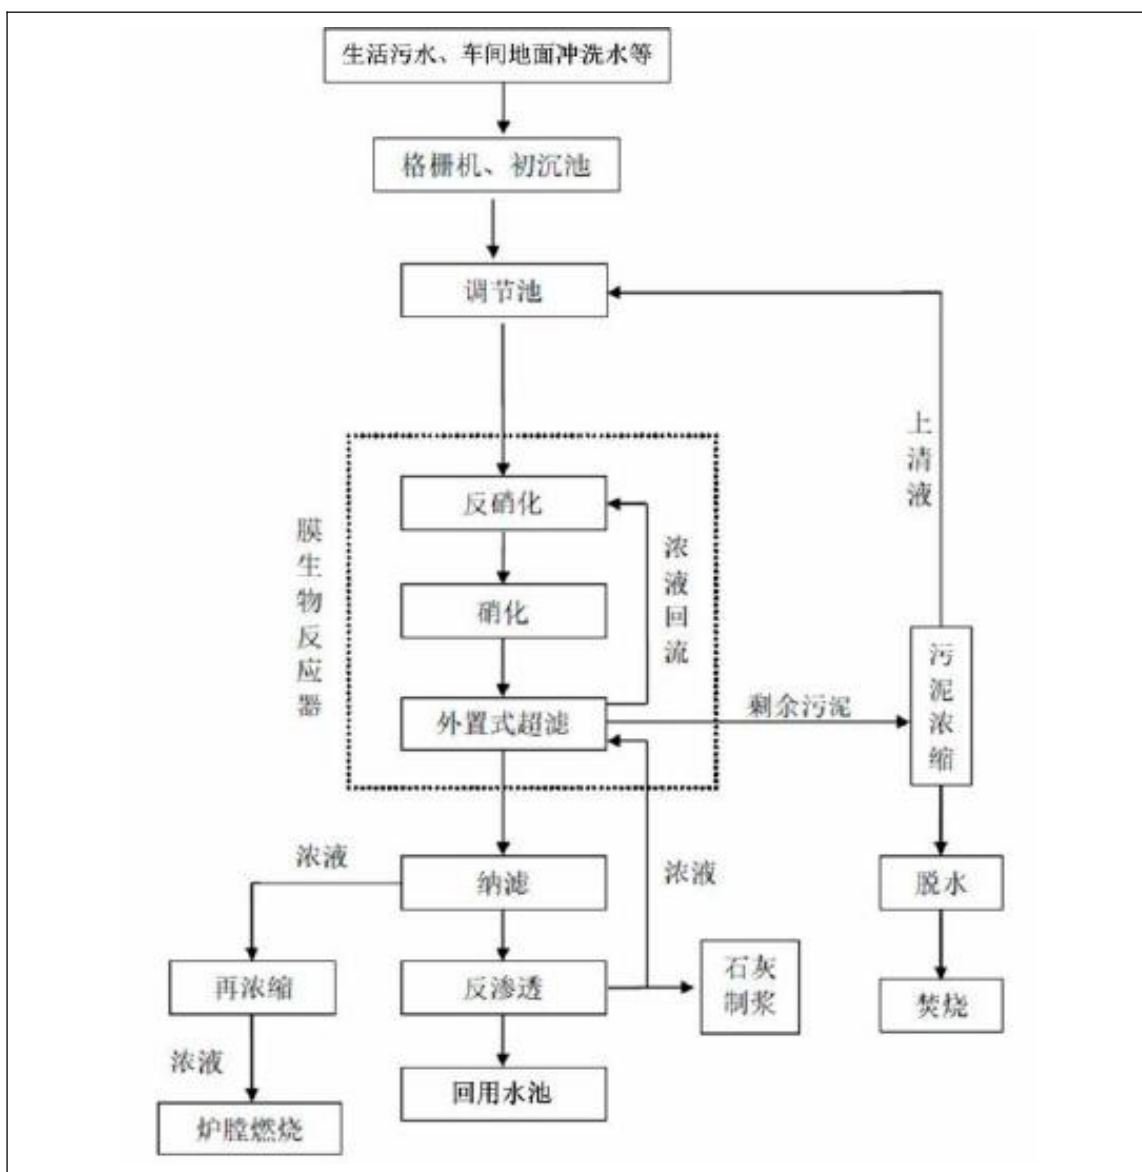 生活污水、车间地面冲洗水等
格栅机、初沉池
调节池
上清液
膜生物反应器
反硝化
浓液回流
硝化
外置式超滤
剩余污泥
污泥浓缩
浓液
纳滤
浓液
脱水
再浓缩
反渗透
石灰
制浆
焚烧
浓液
回用水池
炉膛燃烧